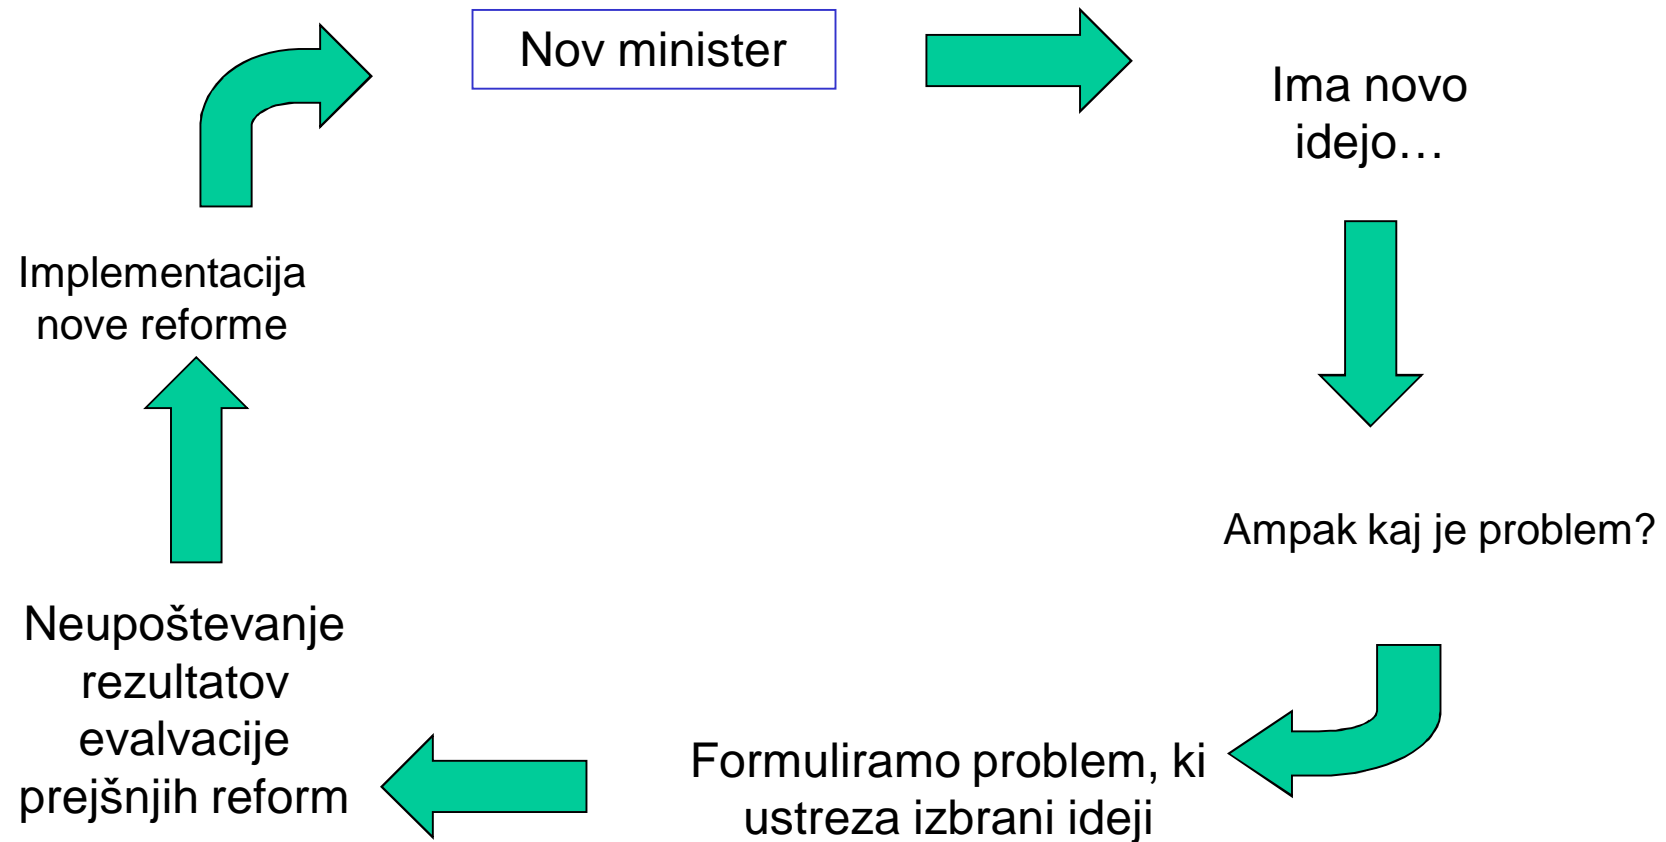 Nov minister
Ima novo
idejo…
Ampak kaj je problem?
Formuliramo problem, ki
ustreza izbrani ideji
Neupoštevanje
rezultatov
evalvacije
prejšnjih reform
Implementacija
nove reforme